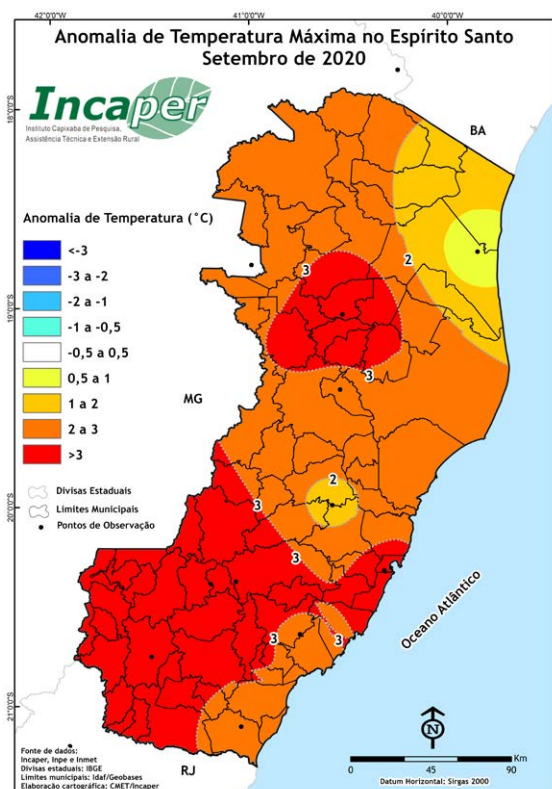 42°0'0"O 41°0'0"O 40°0'0"O
Anomalia de Temperatura Máxima no Espírito Santo
Setembro de 2020
Incaper
Instituto Capixaba de Pesquisa,
Assistência Técnica e Extensão Rural
18°0'0"S
BA
Anomalia de Temperatura (°C)
<-3
-3 a -2
-2 a -1
-1 a -0,5
-0,5 a 0,5
0,5 a 1
1 a 2
2 a 3
>3
2
3
19°0'0"S
3
MG
Divisas Estaduais
Limites Municipais
Pontos de Observação
2
3
20°0'0"S
3
Oceano Atlântico
3
3
21°0'0"S
Fonte de dados:
Incaper, Inpe e Inmet
Divisas estaduais: IBGE
Limites municipais: Idaf/Geobases
Elaboração cartográfica: CMET/Incaper
RJ
N
Km
0 45 90
Datum Horizontal: Sirgas 2000